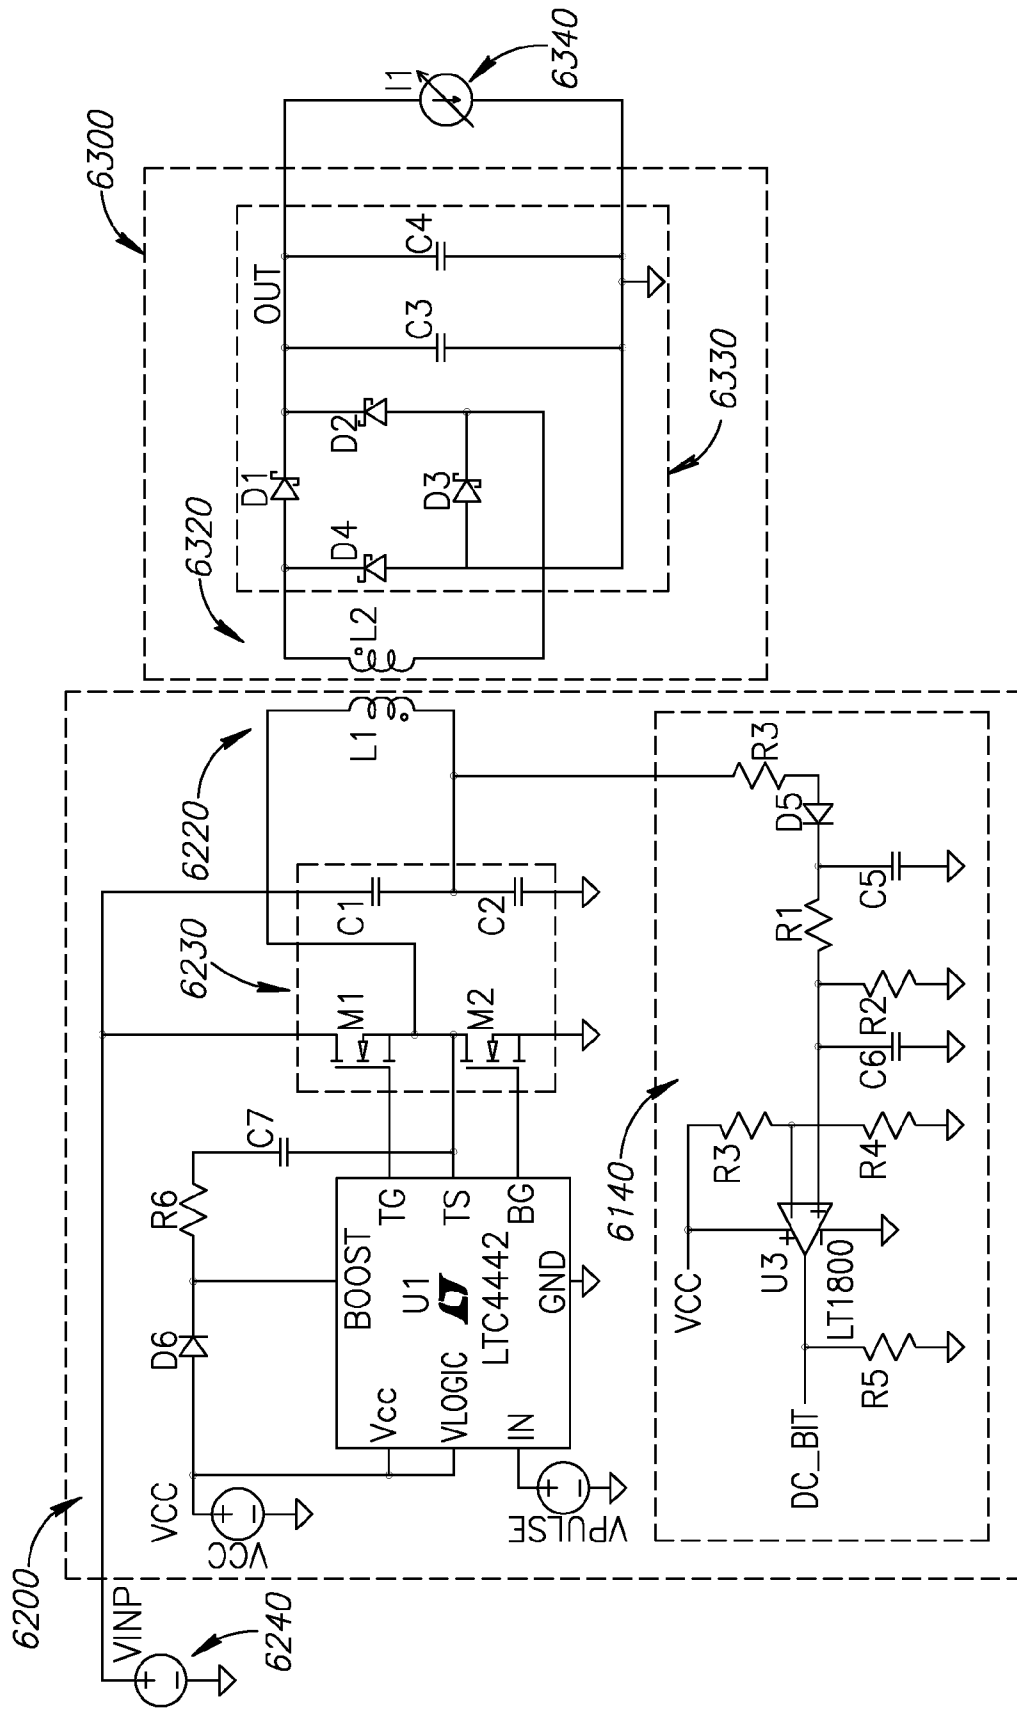 6200
VINP
6240
VCC
VCC
D6
R6
C7
BOOST
TG
TS
BG
U1
LTC4442
GND
Vcc
VLOGIC
IN
VPULSE
6230
M1
M2
C1
C2
6220
L1
6320
L2
6300
D1
D4
D2
D3
OUT
C3
C4
6330
I1
6340
6140
VCC
R3
U3
LT1800
R4
C6
R2
R1
C5
D5
R3
DC_BIT
R5